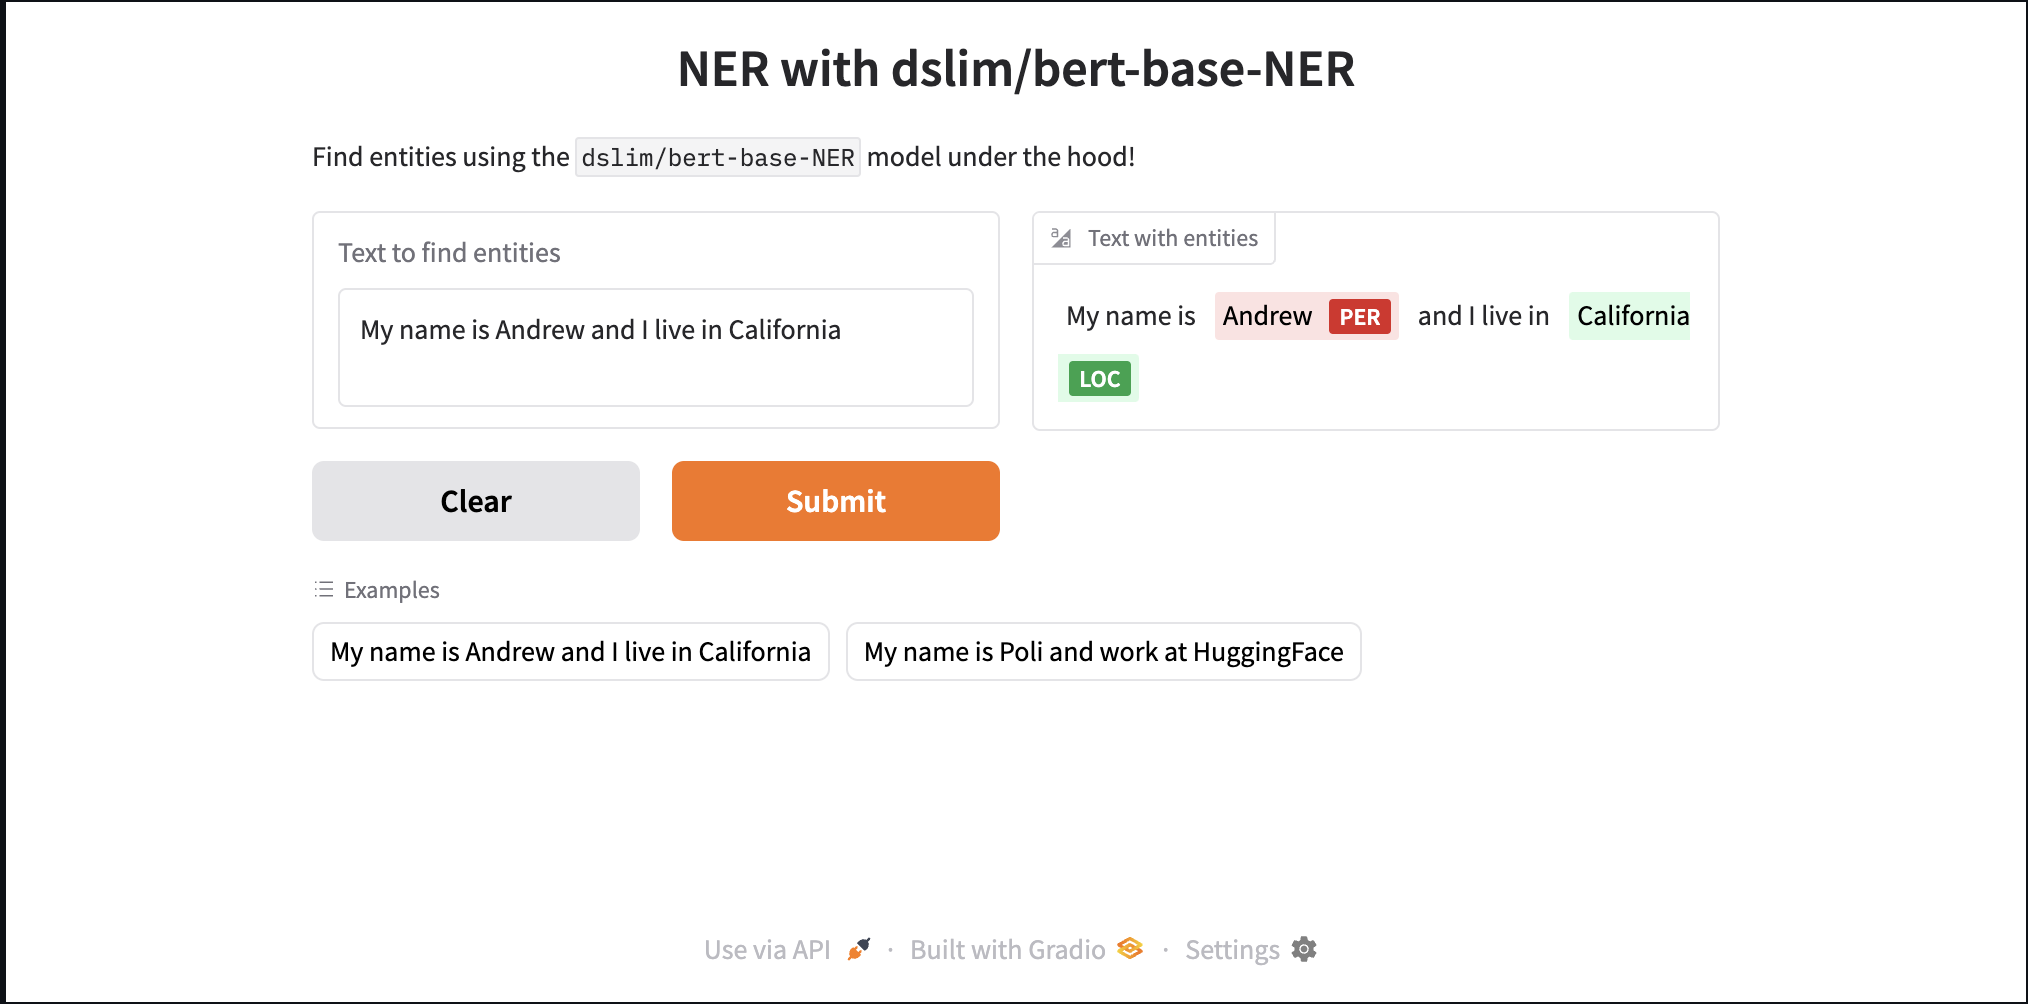 NER with dslim/bert-base-NER
Find entities using the dslim/bert-base-NER model under the hood!
Text to find entities
My name is Andrew and I live in California
Text with entities
My name is Andrew PER and I live in California
LOC
Clear
Submit
Examples
My name is Andrew and I live in California
My name is Poli and work at HuggingFace
Use via API · Built with Gradio · Settings